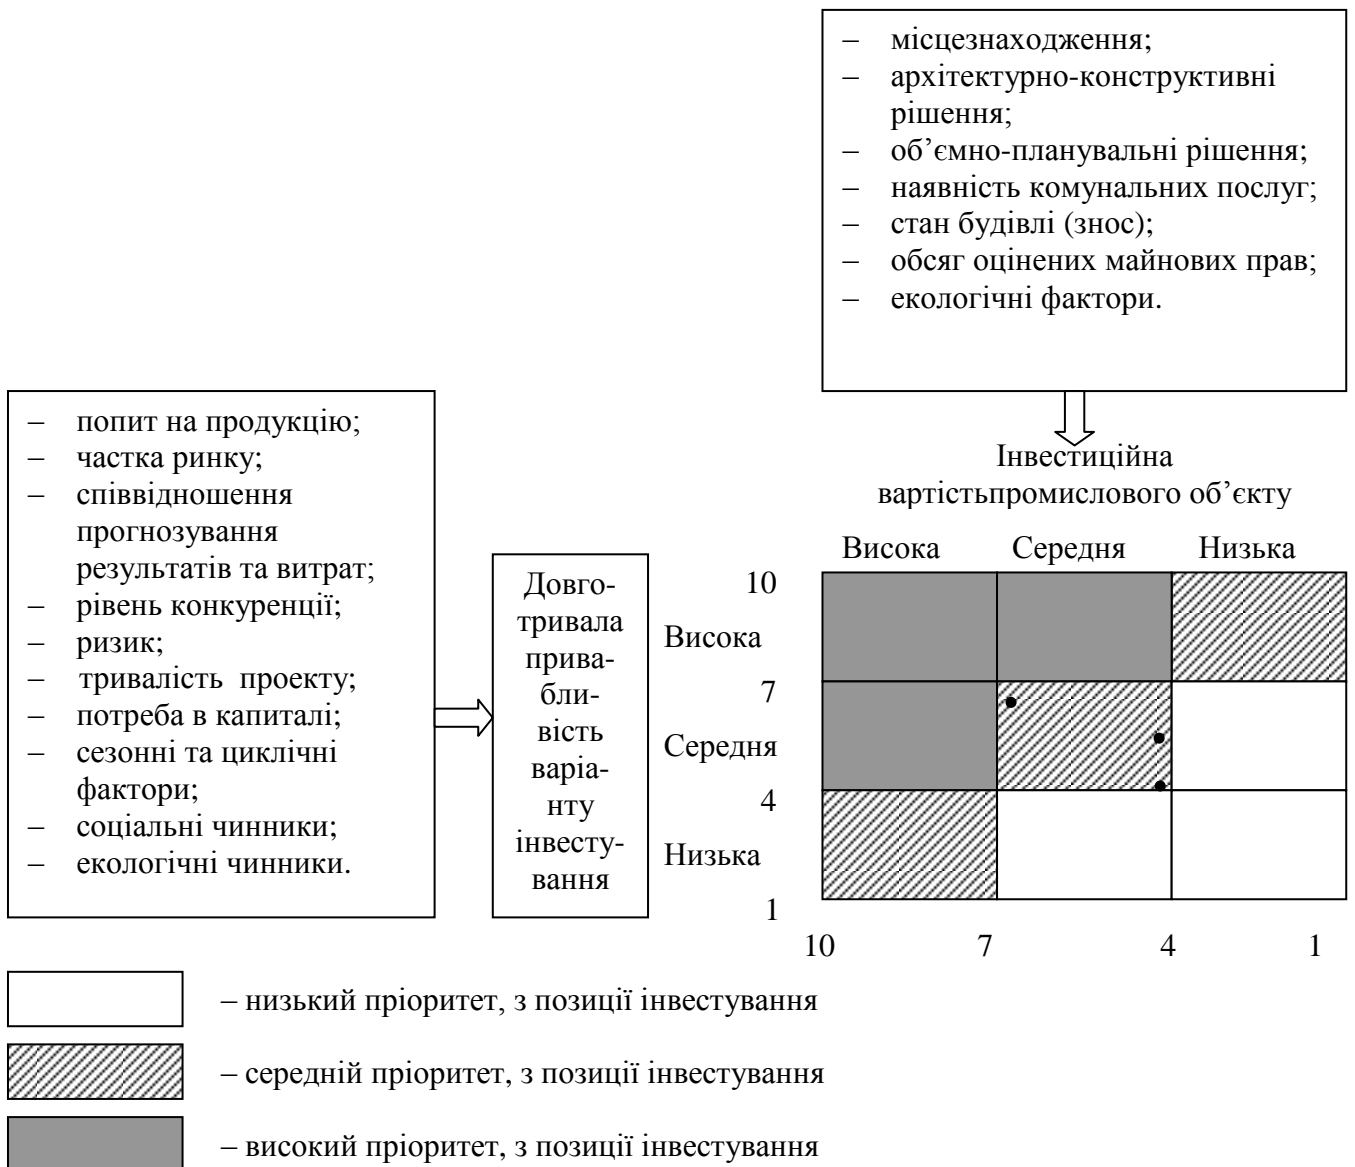 – місцезнаходження;
– архітектурно-конструктивні
рішення;
– об’ємно-планувальні рішення;
– наявність комунальних послуг;
– стан будівлі (знос);
– обсяг оцінених майнових прав;
– екологічні фактори.
– попит на продукцію;
– частка ринку;
– співвідношення
прогнозування
результатів та витрат;
– рівень конкуренції;
– ризик;
– тривалість проекту;
– потреба в капиталі;
– сезонні та циклічні
фактори;
– соціальні чинники;
– екологічні чинники.
Довго-
тривала
прива-
бли-
вість
варіа-
нту
інвесту-
вання
Інвестиційна
вартістьпромислового об’єкту
Висока Середня Низька
10
Висока
7
Середня
4
Низька
1
10 7 4 1
– низький пріоритет, з позиції інвестування
– середній пріоритет, з позиції інвестування
– високий пріоритет, з позиції інвестування